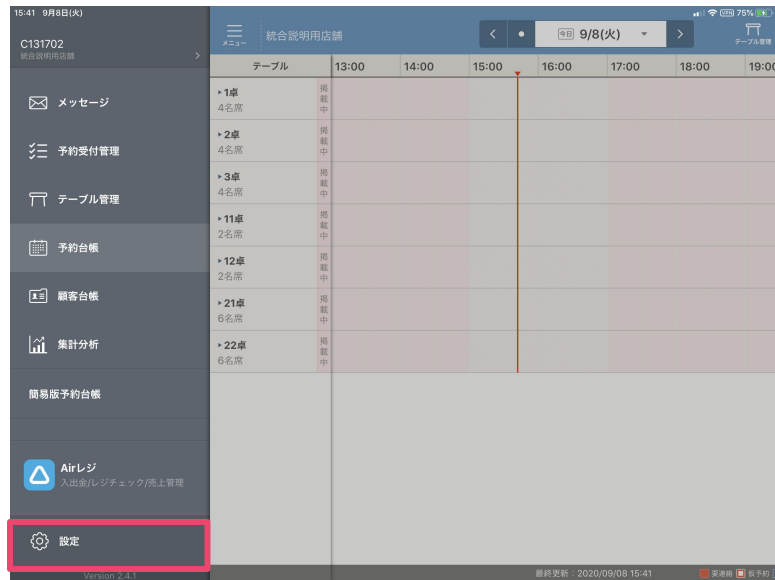 15:41 9月8日(火)
75%
C131702
統合説明用店舗
メッセージ
予約受付管理
テーブル管理
予約台帳
顧客台帳
集計分析
簡易版予約台帳
Airレジ
入出金/レジチェック/売上管理
設定
Version 2.4.1
メニュー
統合説明用店舗
今日 9/8(火)
テーブル管理
テーブル
13:00 14:00 15:00 16:00 17:00 18:00 19:00
1卓
4名席
掲載中
2卓
4名席
掲載中
3卓
4名席
掲載中
11卓
2名席
掲載中
12卓
2名席
掲載中
21卓
6名席
掲載中
22卓
6名席
掲載中
最終更新：2020/09/08 15:41
要連絡 仮予約